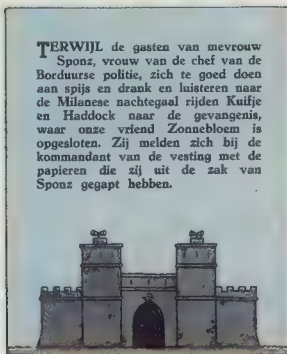 TERWIJL de gasten van mevrouw
Sponz, vrouw van de chef van de
Borduurse politie, zich te goed doen
aan spijs en drank en luisteren naar
de Milanese nachtegaal rijden Kuifje
en Haddock naar de gevangenis,
waar onze vriend Zonnebloem is
opgesloten. Zij melden zich bij de
kommandant van de vesting met de
papieren die zij uit de zak van
Sponz gegapt hebben.